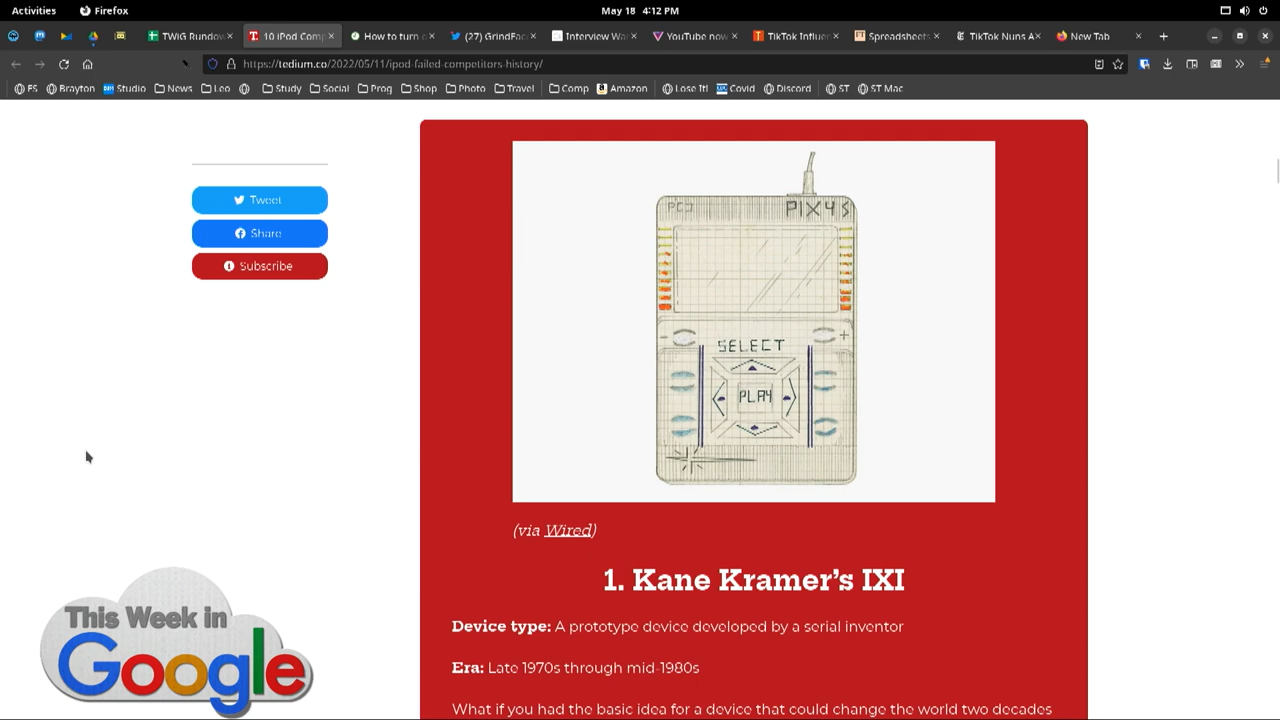 Activities
Firefox
May 18 4:12 PM
TWiG Rundow
10 iPod Comp
How to turn o
(27) GrindFac
Interview Wa
YouTube now
TikTok Influen
Spreadsheets
TikTok Nuns A
New Tab
https://tedium.co/2022/05/11/ipod-failed-competitors-history/
FS
Brayton
Studio
News
Leo
Study
Social
Prog
Shop
Photo
Travel
Comp
Amazon
Lose It!
Covid
Discord
ST
ST Mac
Tweet
Share
Subscribe
SELECT
PLAY
(via Wired)
1. Kane Kramer's IXI
Device type: A prototype device developed by a serial inventor
Era: Late 1970s through mid-1980s
What if you had the basic idea for a device that could change the world two decades
This Week in
Google